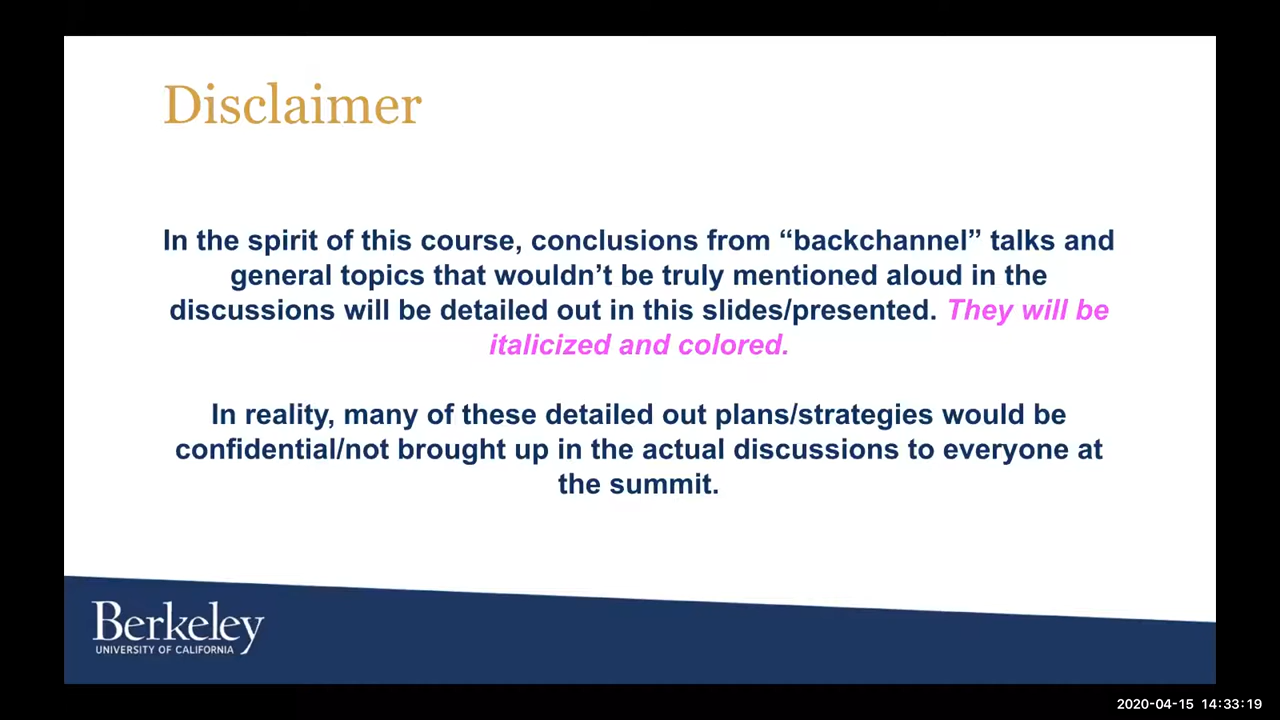 Disclaimer
In the spirit of this course, conclusions from “backchannel” talks and
general topics that wouldn’t be truly mentioned aloud in the
discussions will be detailed out in this slides/presented. They will be
italicized and colored.
In reality, many of these detailed out plans/strategies would be
confidential/not brought up in the actual discussions to everyone at
the summit.
Berkeley
UNIVERSITY OF CALIFORNIA
2020-04-15 14:33:19